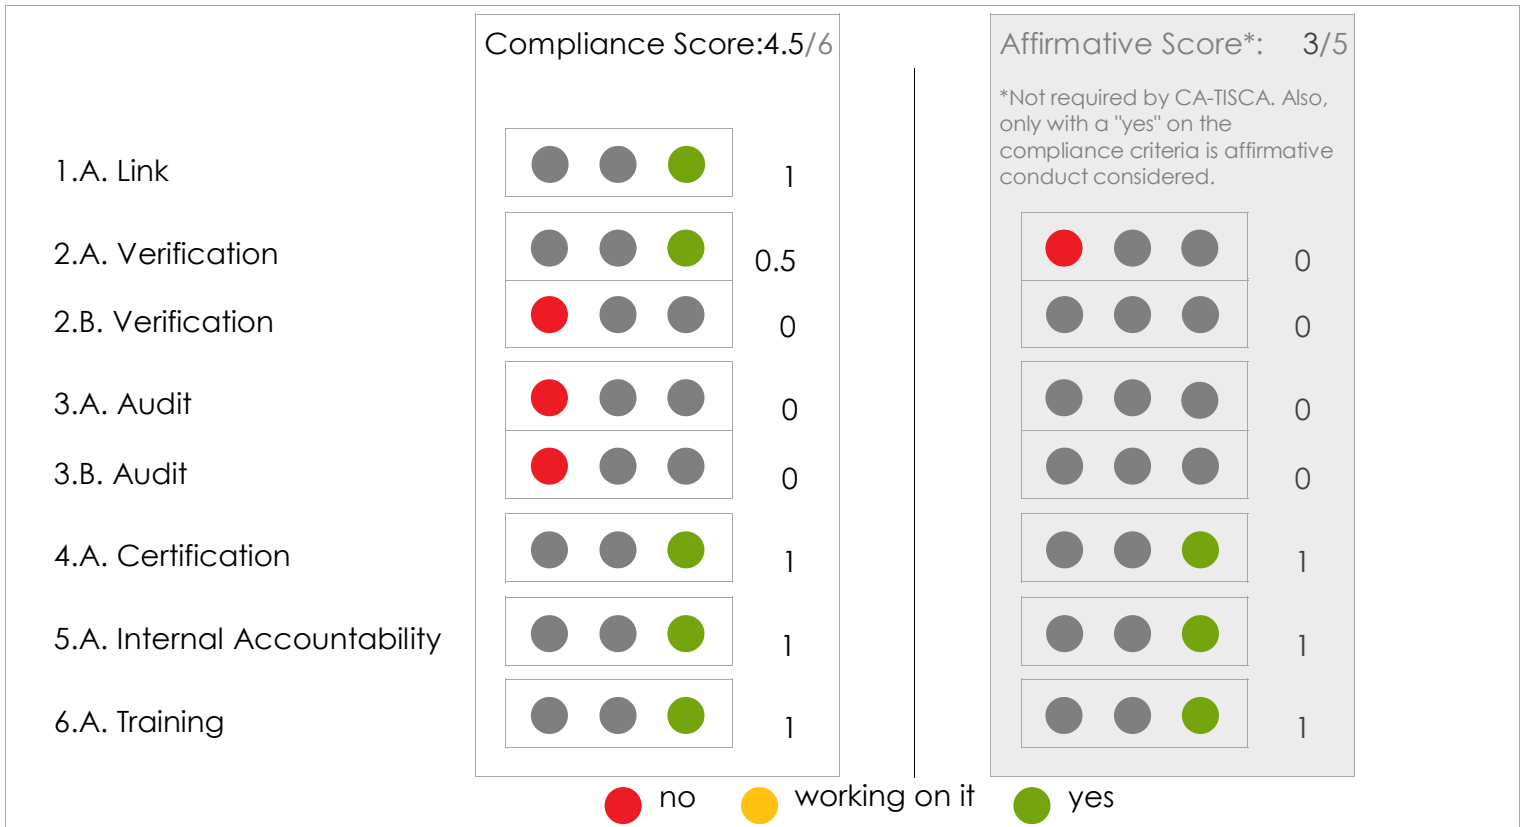 Compliance Score:4.5/6
Affirmative Score*: 3/5
*Not required by CA-TISCA. Also,
only with a "yes" on the
compliance criteria is affirmative
conduct considered.
1.A. Link 1
2.A. Verification 0.5 0
2.B. Verification 0 0
3.A. Audit 0 0
3.B. Audit 0 0
4.A. Certification 1 1
5.A. Internal Accountability 1 1
6.A. Training 1 1
no working on it yes